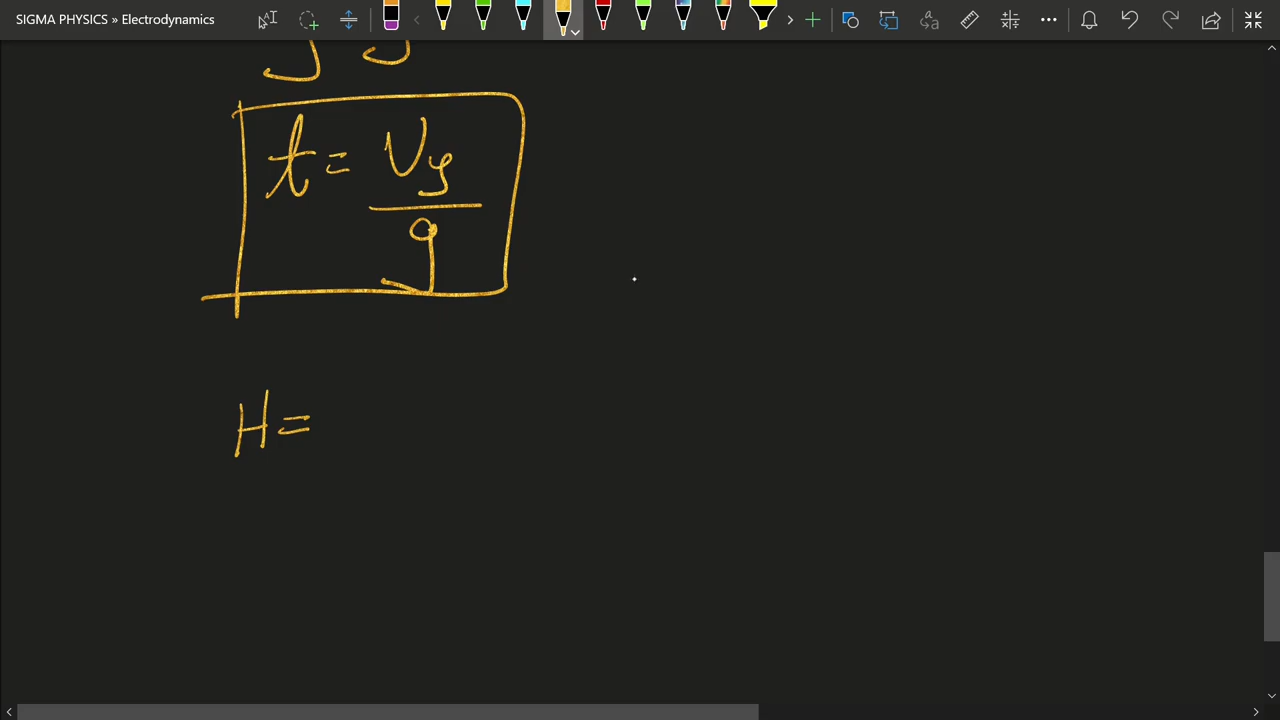 SIGMA PHYSICS » Electrodynamics
t = Vy
g
H =